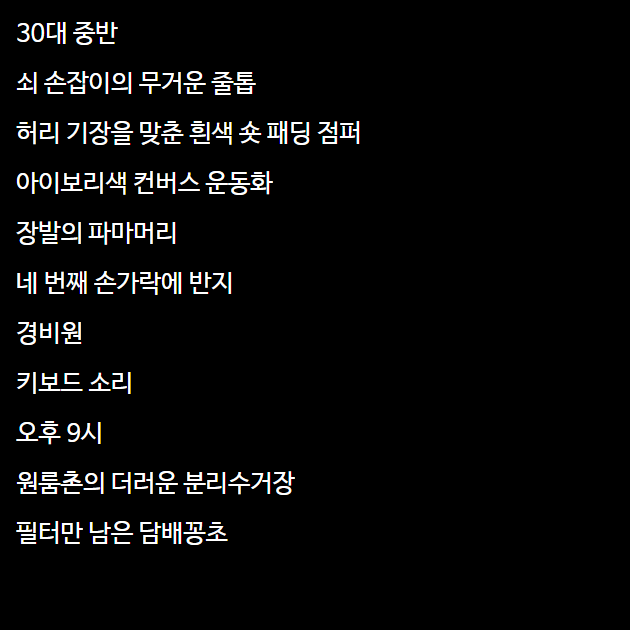 30대 중반
쇠 손잡이의 무거운 줄톱
허리 기장을 맞춘 흰색 숏 패딩 점퍼
아이보리색 컨버스 운동화
장발의 파마머리
네 번째 손가락에 반지
경비원
키보드 소리
오후 9시
원룸촌의 더러운 분리수거장
필터만 남은 담배꽁초